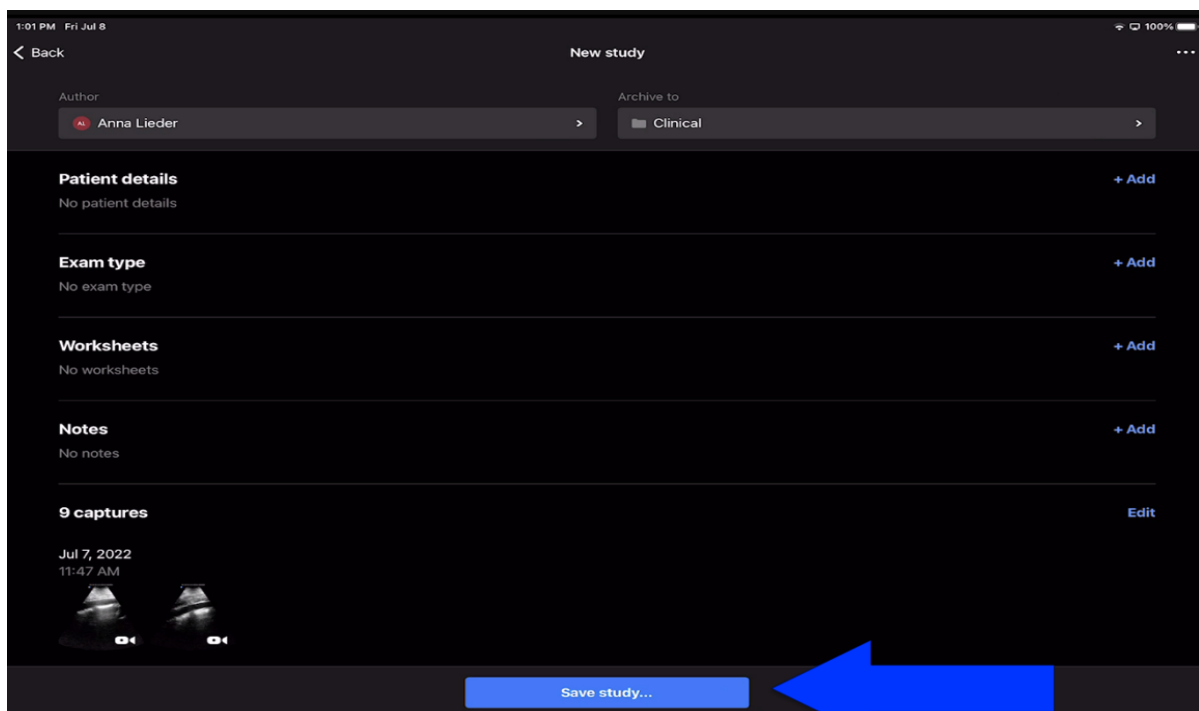 1:01 PM Fri Jul 8
100%
Back
New study
Author
Archive to
AL Anna Lieder
Clinical
Patient details
+ Add
No patient details
Exam type
+ Add
No exam type
Worksheets
+ Add
No worksheets
Notes
+ Add
No notes
9 captures
Edit
Jul 7, 2022
11:47 AM
Save study...